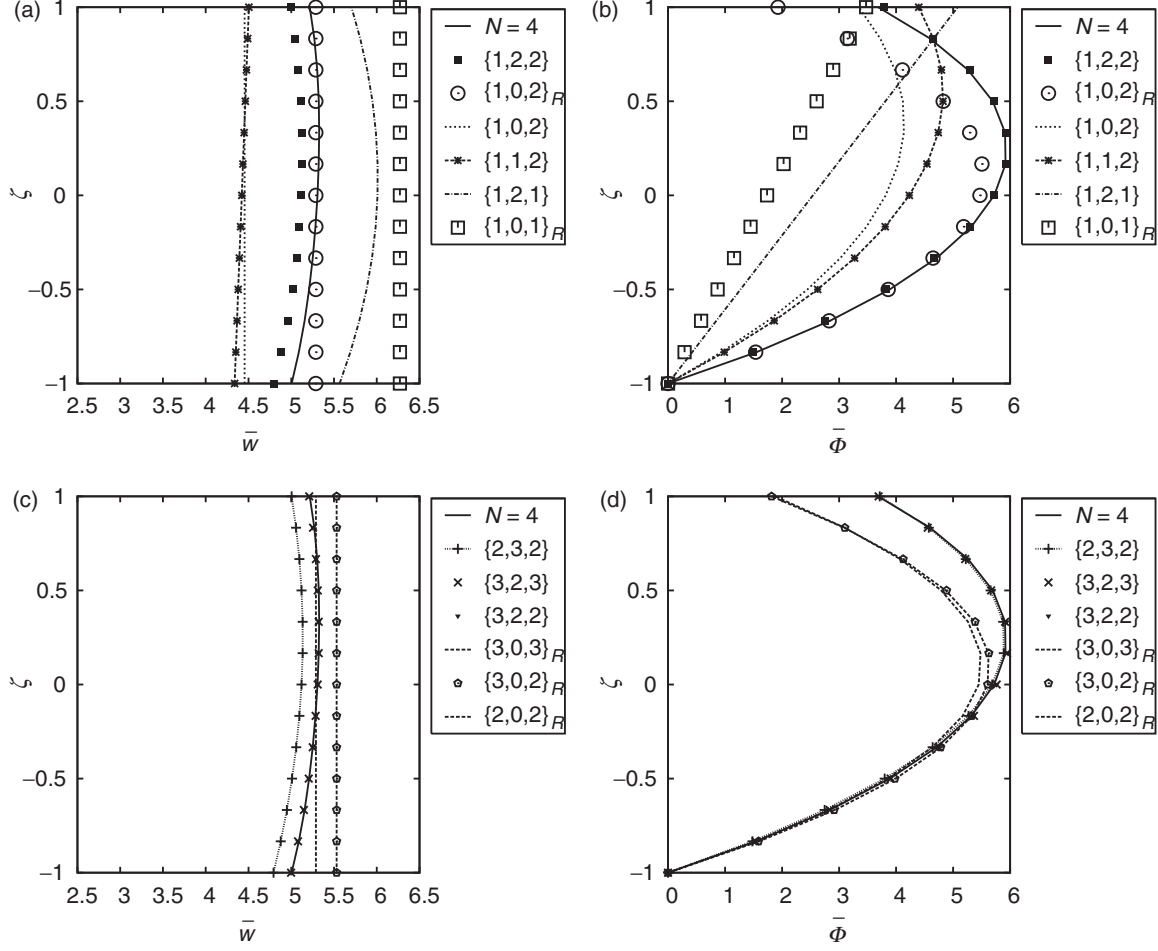 (a)
1
0.5
0
−0.5
−1
ζ
2.5 3 3.5 4 4.5 5 5.5 6 6.5
w̄
N = 4
{1,2,2}
{1,0,2}R
{1,0,2}
{1,1,2}
{1,2,1}
{1,0,1}R
(b)
1
0.5
0
−0.5
−1
ζ
0 1 2 3 4 5 6
Φ̄
N = 4
{1,2,2}
{1,0,2}R
{1,0,2}
{1,1,2}
{1,2,1}
{1,0,1}R
(c)
1
0.5
0
−0.5
−1
ζ
2.5 3 3.5 4 4.5 5 5.5 6 6.5
w̄
N = 4
{2,3,2}
{3,2,3}
{3,2,2}
{3,0,3}R
{3,0,2}R
{2,0,2}R
(d)
1
0.5
0
−0.5
−1
ζ
0 1 2 3 4 5 6
Φ̄
N = 4
{2,3,2}
{3,2,3}
{3,2,2}
{3,0,3}R
{3,0,2}R
{2,0,2}R